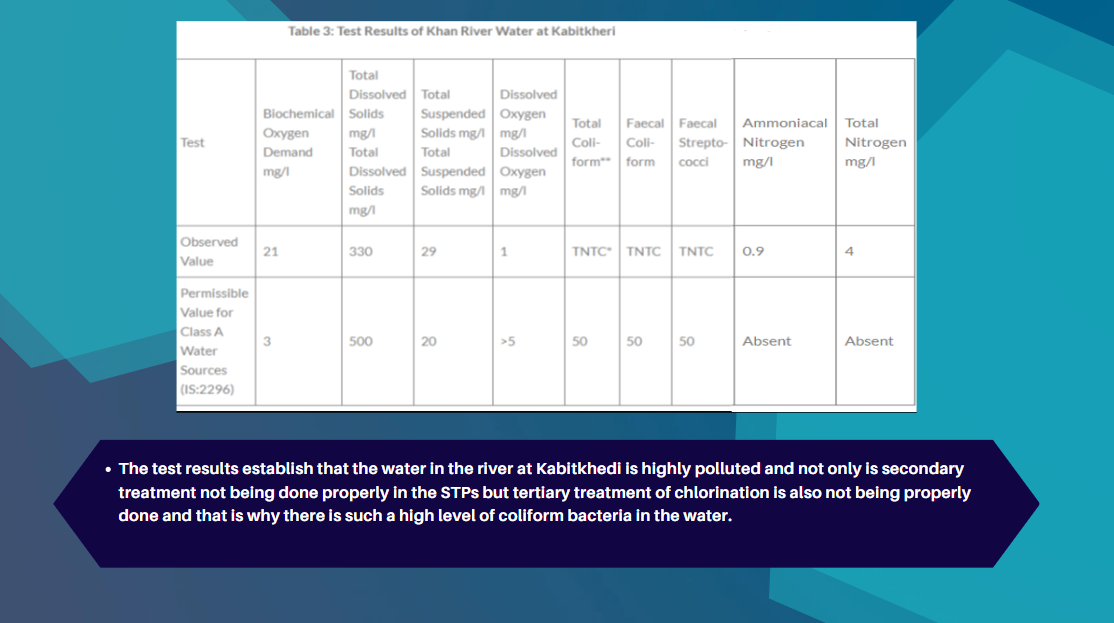 Table 3: Test Results of Khan River Water at Kabitkheri
Test
Biochemical
Oxygen
Demand
mg/l
Total
Dissolved
Solids
mg/l
Total
Dissolved
Solids
mg/l
Total
Suspended
Solids mg/l
Total
Suspended
Solids mg/l
Dissolved
Oxygen
mg/l
Dissolved
Oxygen
mg/l
Total
Coli-
form**
Faecal
Coli-
form
Faecal
Strepto-
cocci
Ammoniacal
Nitrogen
mg/l
Total
Nitrogen
mg/l
Observed
Value
21
330
29
1
TNTC*
TNTC
TNTC
0.9
4
Permissible
Value for
Class A
Water
Sources
(IS:2296)
3
500
20
>5
50
50
50
Absent
Absent
• The test results establish that the water in the river at Kabitkhedi is highly polluted and not only is secondary
treatment not being done properly in the STPs but tertiary treatment of chlorination is also not being properly
done and that is why there is such a high level of coliform bacteria in the water.